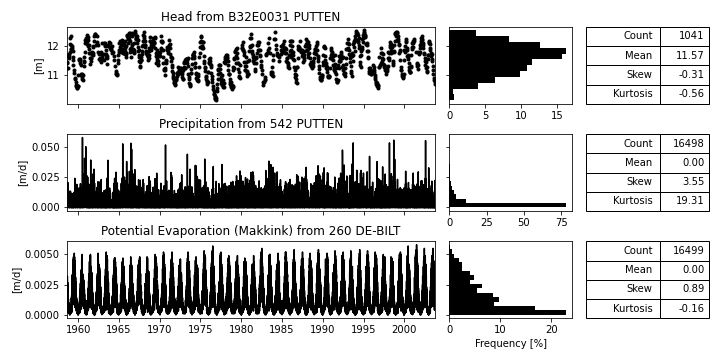 Head from B32E0031 PUTTEN
[m]
12
11
0 5 10 15
Count 1041
Mean 11.57
Skew -0.31
Kurtosis -0.56
Precipitation from 542 PUTTEN
[m/d]
0.050
0.025
0.000
0 25 50 75
Count 16498
Mean 0.00
Skew 3.55
Kurtosis 19.31
Potential Evaporation (Makkink) from 260 DE-BILT
[m/d]
0.0050
0.0025
0.0000
1960 1965 1970 1975 1980 1985 1990 1995 2000
0 10 20
Frequency [%]
Count 16499
Mean 0.00
Skew 0.89
Kurtosis -0.16